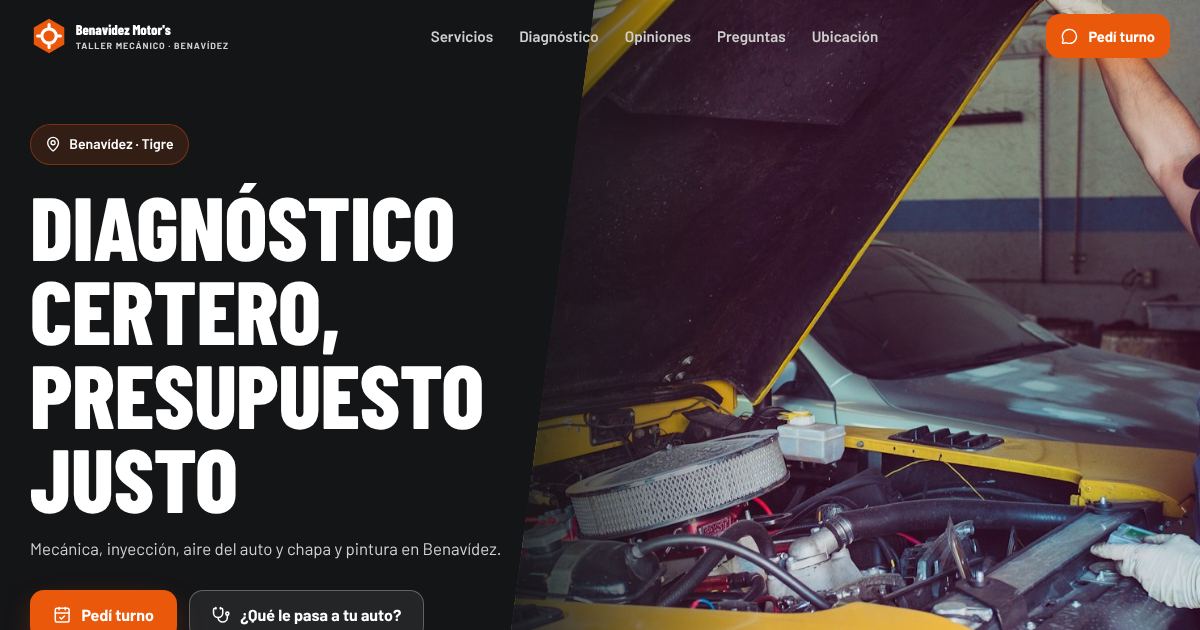 Benavidez Motor's
TALLER MECÁNICO · BENAVÍDEZ
Servicios
Diagnóstico
Opiniones
Preguntas
Ubicación
Pedí turno
Benavídez · Tigre
DIAGNÓSTICO
CERTERO,
PRESUPUESTO
JUSTO
Mecánica, inyección, aire del auto y chapa y pintura en Benavídez.
Pedí turno
¿Qué le pasa a tu auto?